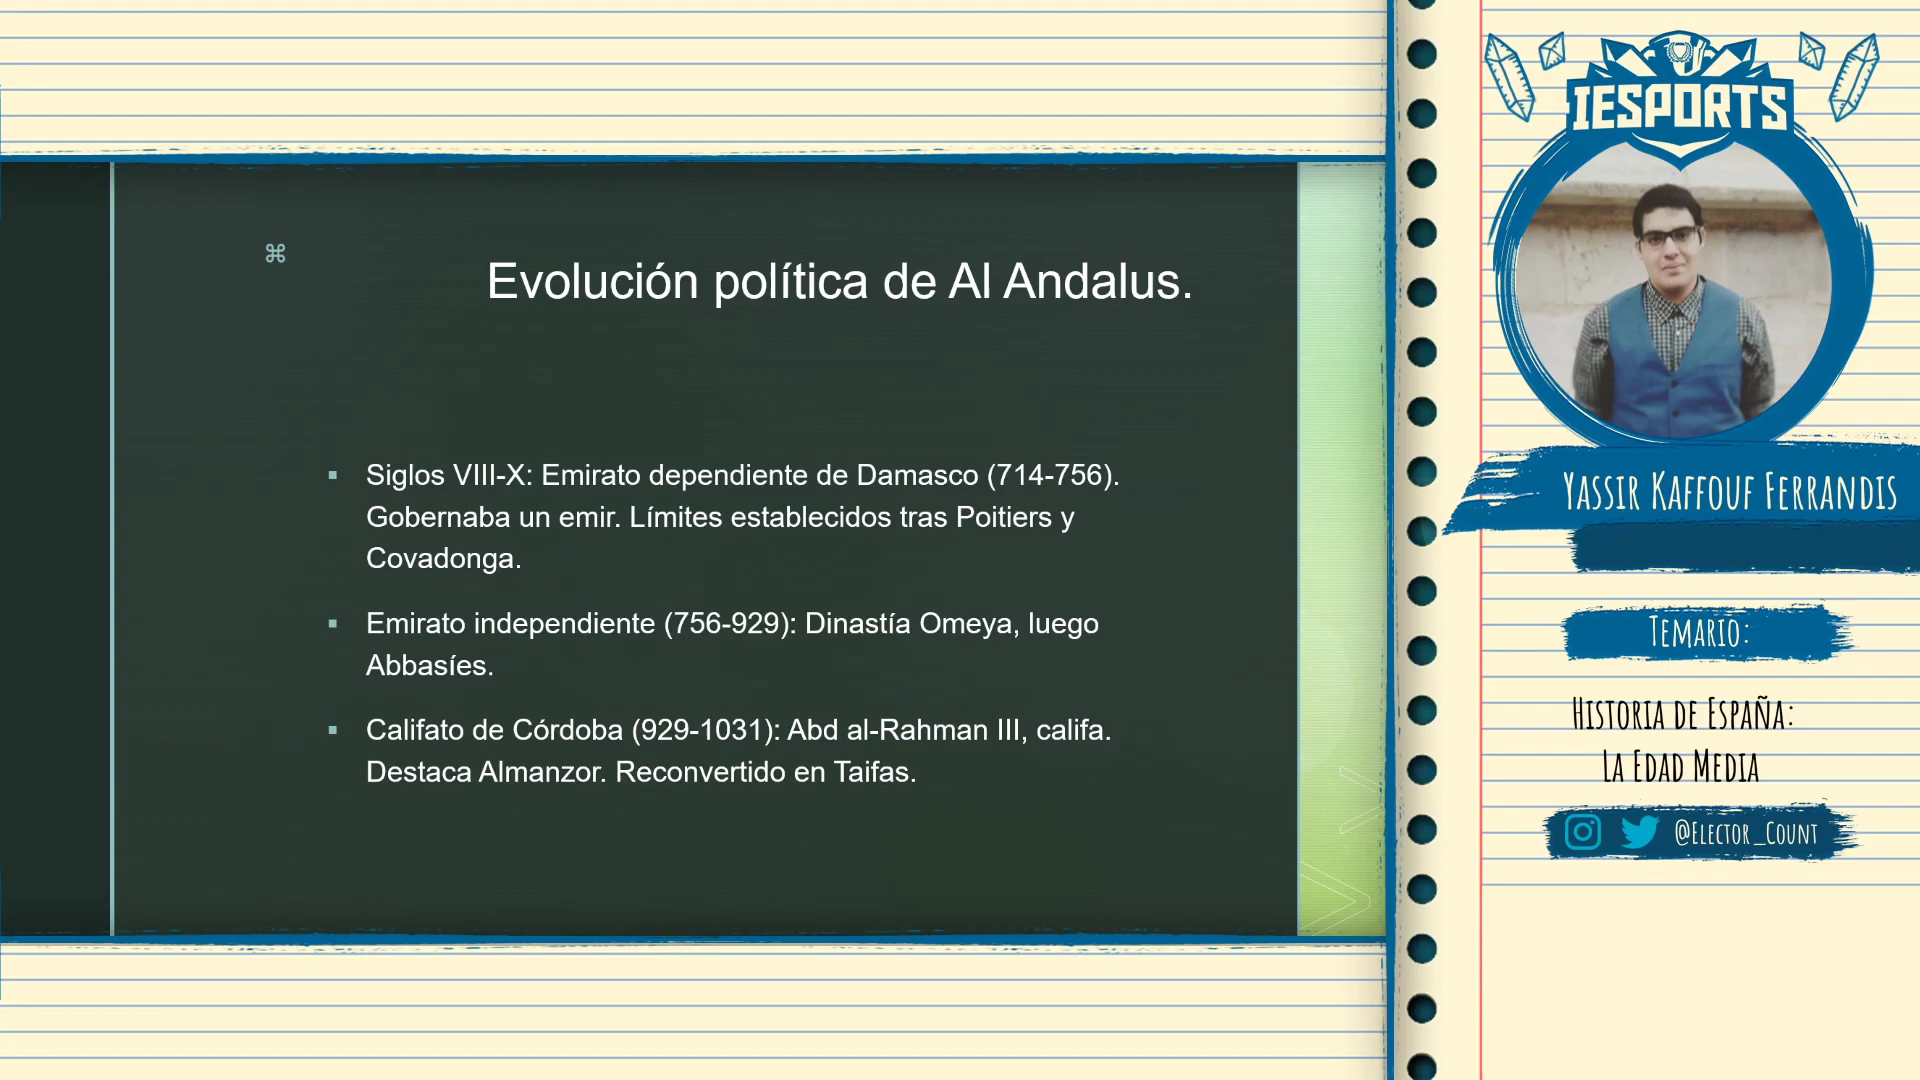 Evolución política de Al Andalus.
Siglos VIII-X: Emirato dependiente de Damasco (714-756).
Gobernaba un emir. Límites establecidos tras Poitiers y
Covadonga.
Emirato independiente (756-929): Dinastía Omeya, luego
Abbasíes.
Califato de Córdoba (929-1031): Abd al-Rahman III, califa.
Destaca Almanzor. Reconvertido en Taifas.
IESPORTS
YASSIR KAFFOUF FERRANDIS
TEMARIO:
HISTORIA DE ESPAÑA:
LA EDAD MEDIA
@ELECTOR_COUNT